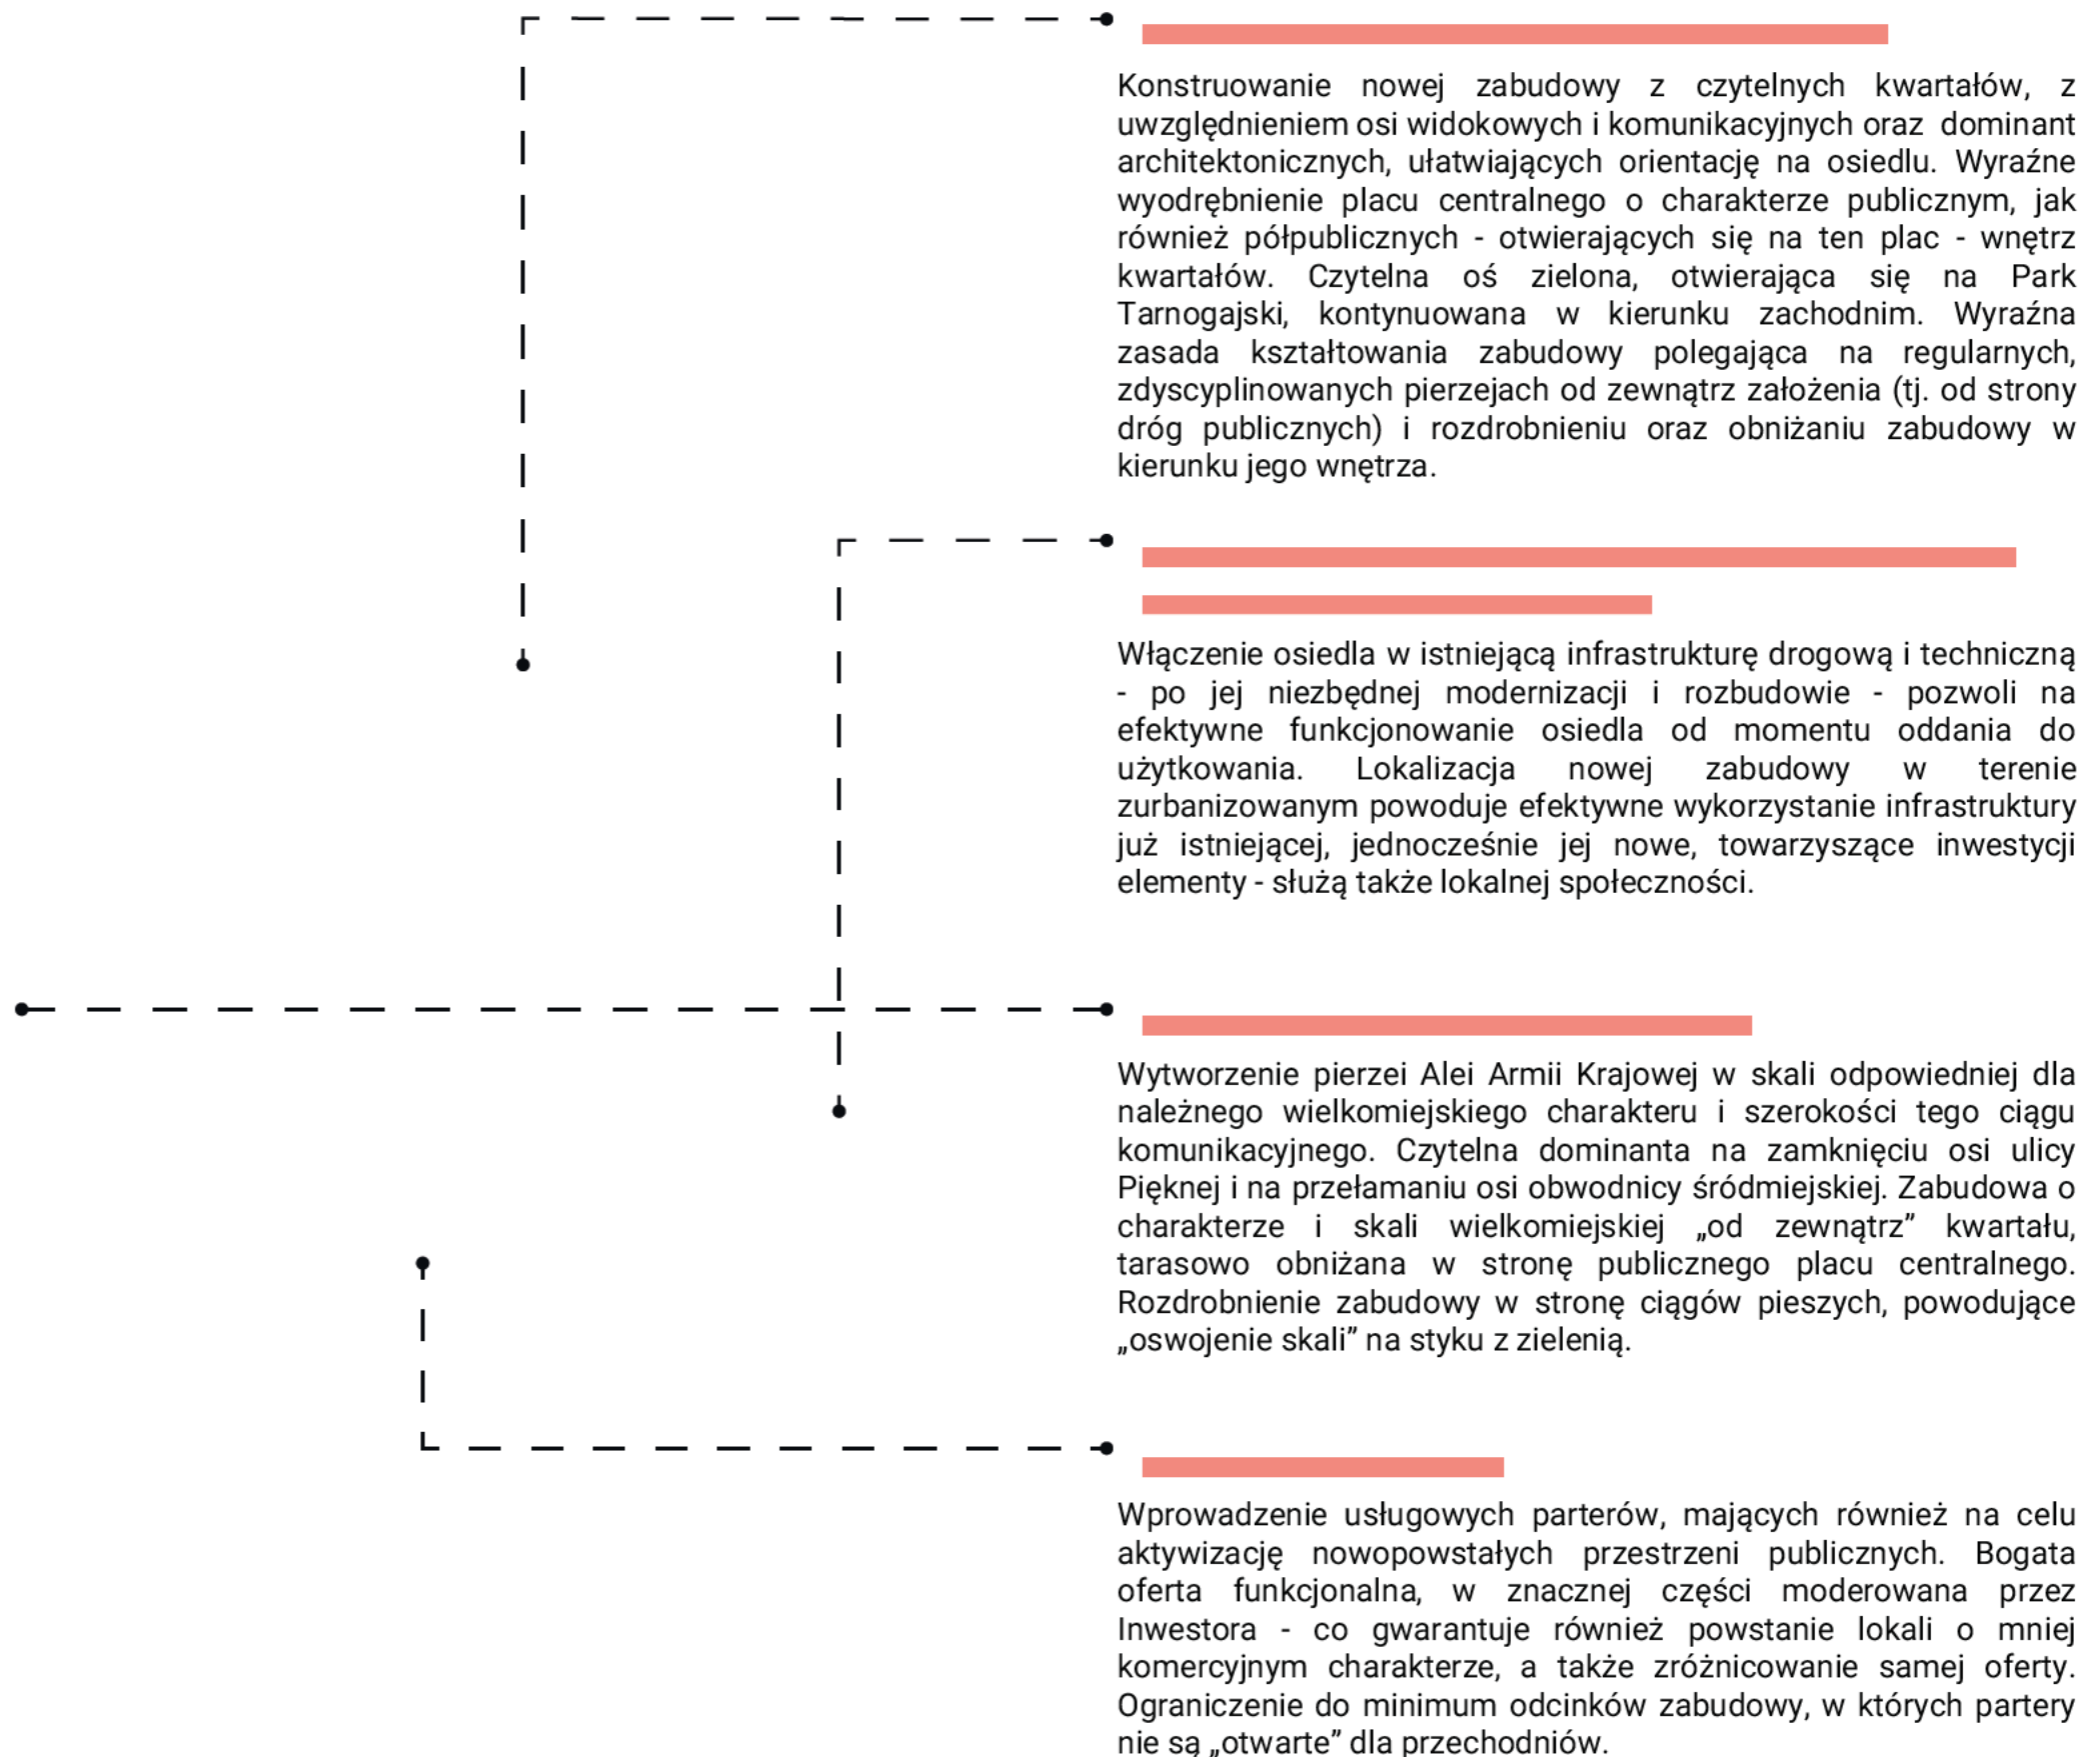 Konstruowanie nowej zabudowy z czytelnych kwartałów, z
uwzględnieniem osi widokowych i komunikacyjnych oraz dominant
architektonicznych, ułatwiających orientację na osiedlu. Wyraźne
wyodrębnienie placu centralnego o charakterze publicznym, jak
również półpublicznych - otwierających się na ten plac - wnętrz
kwartałów. Czytelna oś zielona, otwierająca się na Park
Tarnogajski, kontynuowana w kierunku zachodnim. Wyraźna
zasada kształtowania zabudowy polegająca na regularnych,
zdyscyplinowanych pierzejach od zewnątrz założenia (tj. od strony
dróg publicznych) i rozdrobnieniu oraz obniżaniu zabudowy w
kierunku jego wnętrza.
Włączenie osiedla w istniejącą infrastrukturę drogową i techniczną
- po jej niezbędnej modernizacji i rozbudowie - pozwoli na
efektywne funkcjonowanie osiedla od momentu oddania do
użytkowania. Lokalizacja nowej zabudowy w terenie
zurbanizowanym powoduje efektywne wykorzystanie infrastruktury
już istniejącej, jednocześnie jej nowe, towarzyszące inwestycji
elementy - służą także lokalnej społeczności.
Wytworzenie pierzei Alei Armii Krajowej w skali odpowiedniej dla
należnego wielkomiejskiego charakteru i szerokości tego ciągu
komunikacyjnego. Czytelna dominanta na zamknięciu osi ulicy
Pięknej i na przełamaniu osi obwodnicy śródmiejskiej. Zabudowa o
charakterze i skali wielkomiejskiej „od zewnątrz” kwartału,
tarasowo obniżana w stronę publicznego placu centralnego.
Rozdrobnienie zabudowy w stronę ciągów pieszych, powodujące
„oswojenie skali” na styku z zielenią.
Wprowadzenie usługowych parterów, mających również na celu
aktywizację nowopowstałych przestrzeni publicznych. Bogata
oferta funkcjonalna, w znacznej części moderowana przez
Inwestora - co gwarantuje również powstanie lokali o mniej
komercyjnym charakterze, a także zróżnicowanie samej oferty.
Ograniczenie do minimum odcinków zabudowy, w których partery
nie są „otwarte” dla przechodniów.